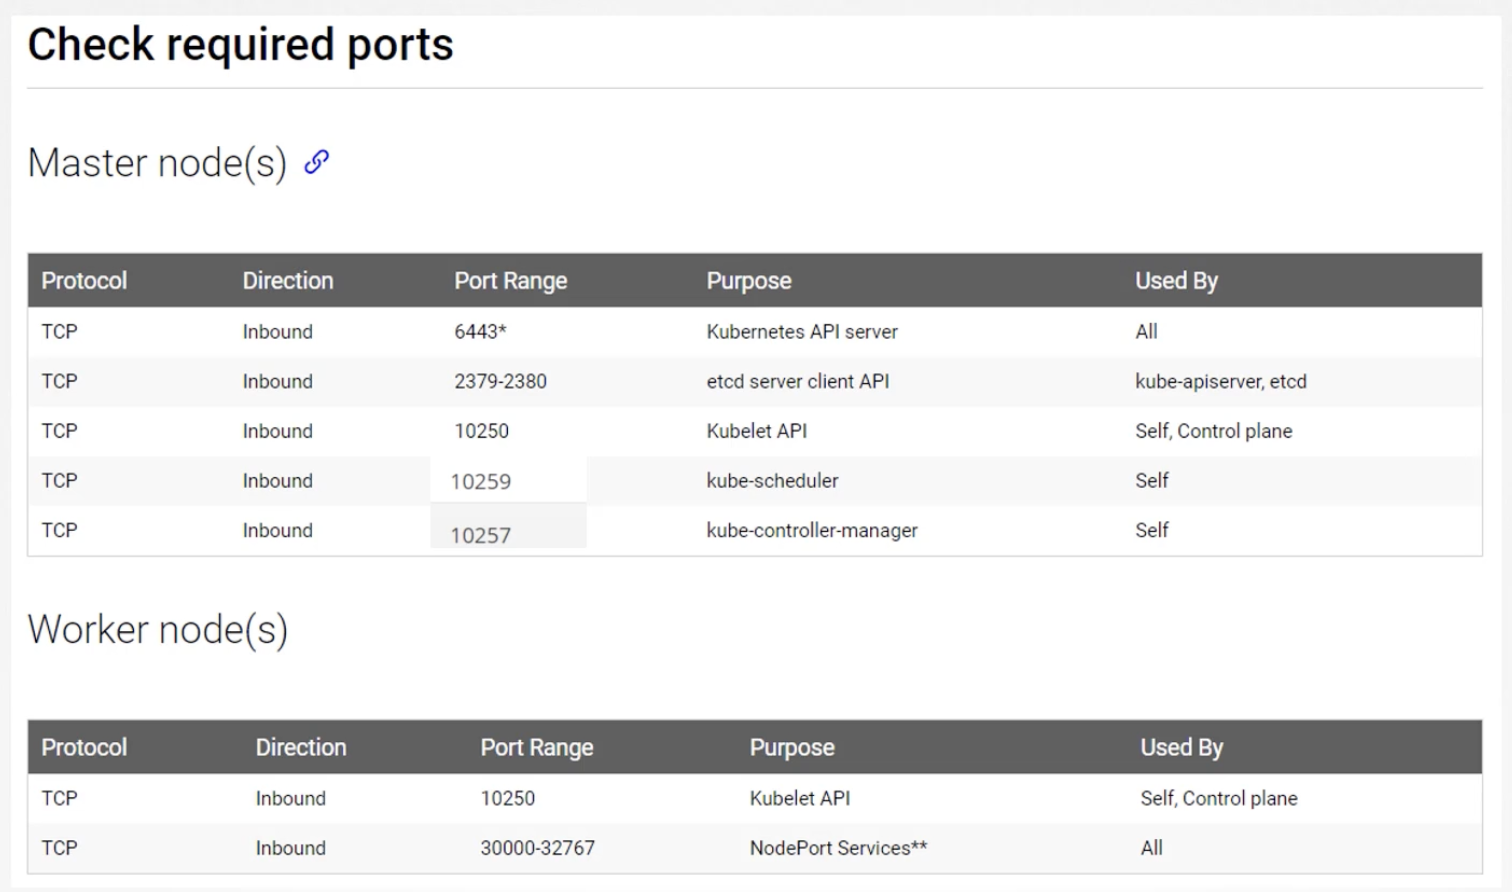 Check required ports
Master node(s)
Protocol Direction Port Range Purpose Used By
TCP Inbound 6443* Kubernetes API server All
TCP Inbound 2379-2380 etcd server client API kube-apiserver, etcd
TCP Inbound 10250 Kubelet API Self, Control plane
TCP Inbound 10259 kube-scheduler Self
TCP Inbound 10257 kube-controller-manager Self
Worker node(s)
Protocol Direction Port Range Purpose Used By
TCP Inbound 10250 Kubelet API Self, Control plane
TCP Inbound 30000-32767 NodePort Services** All